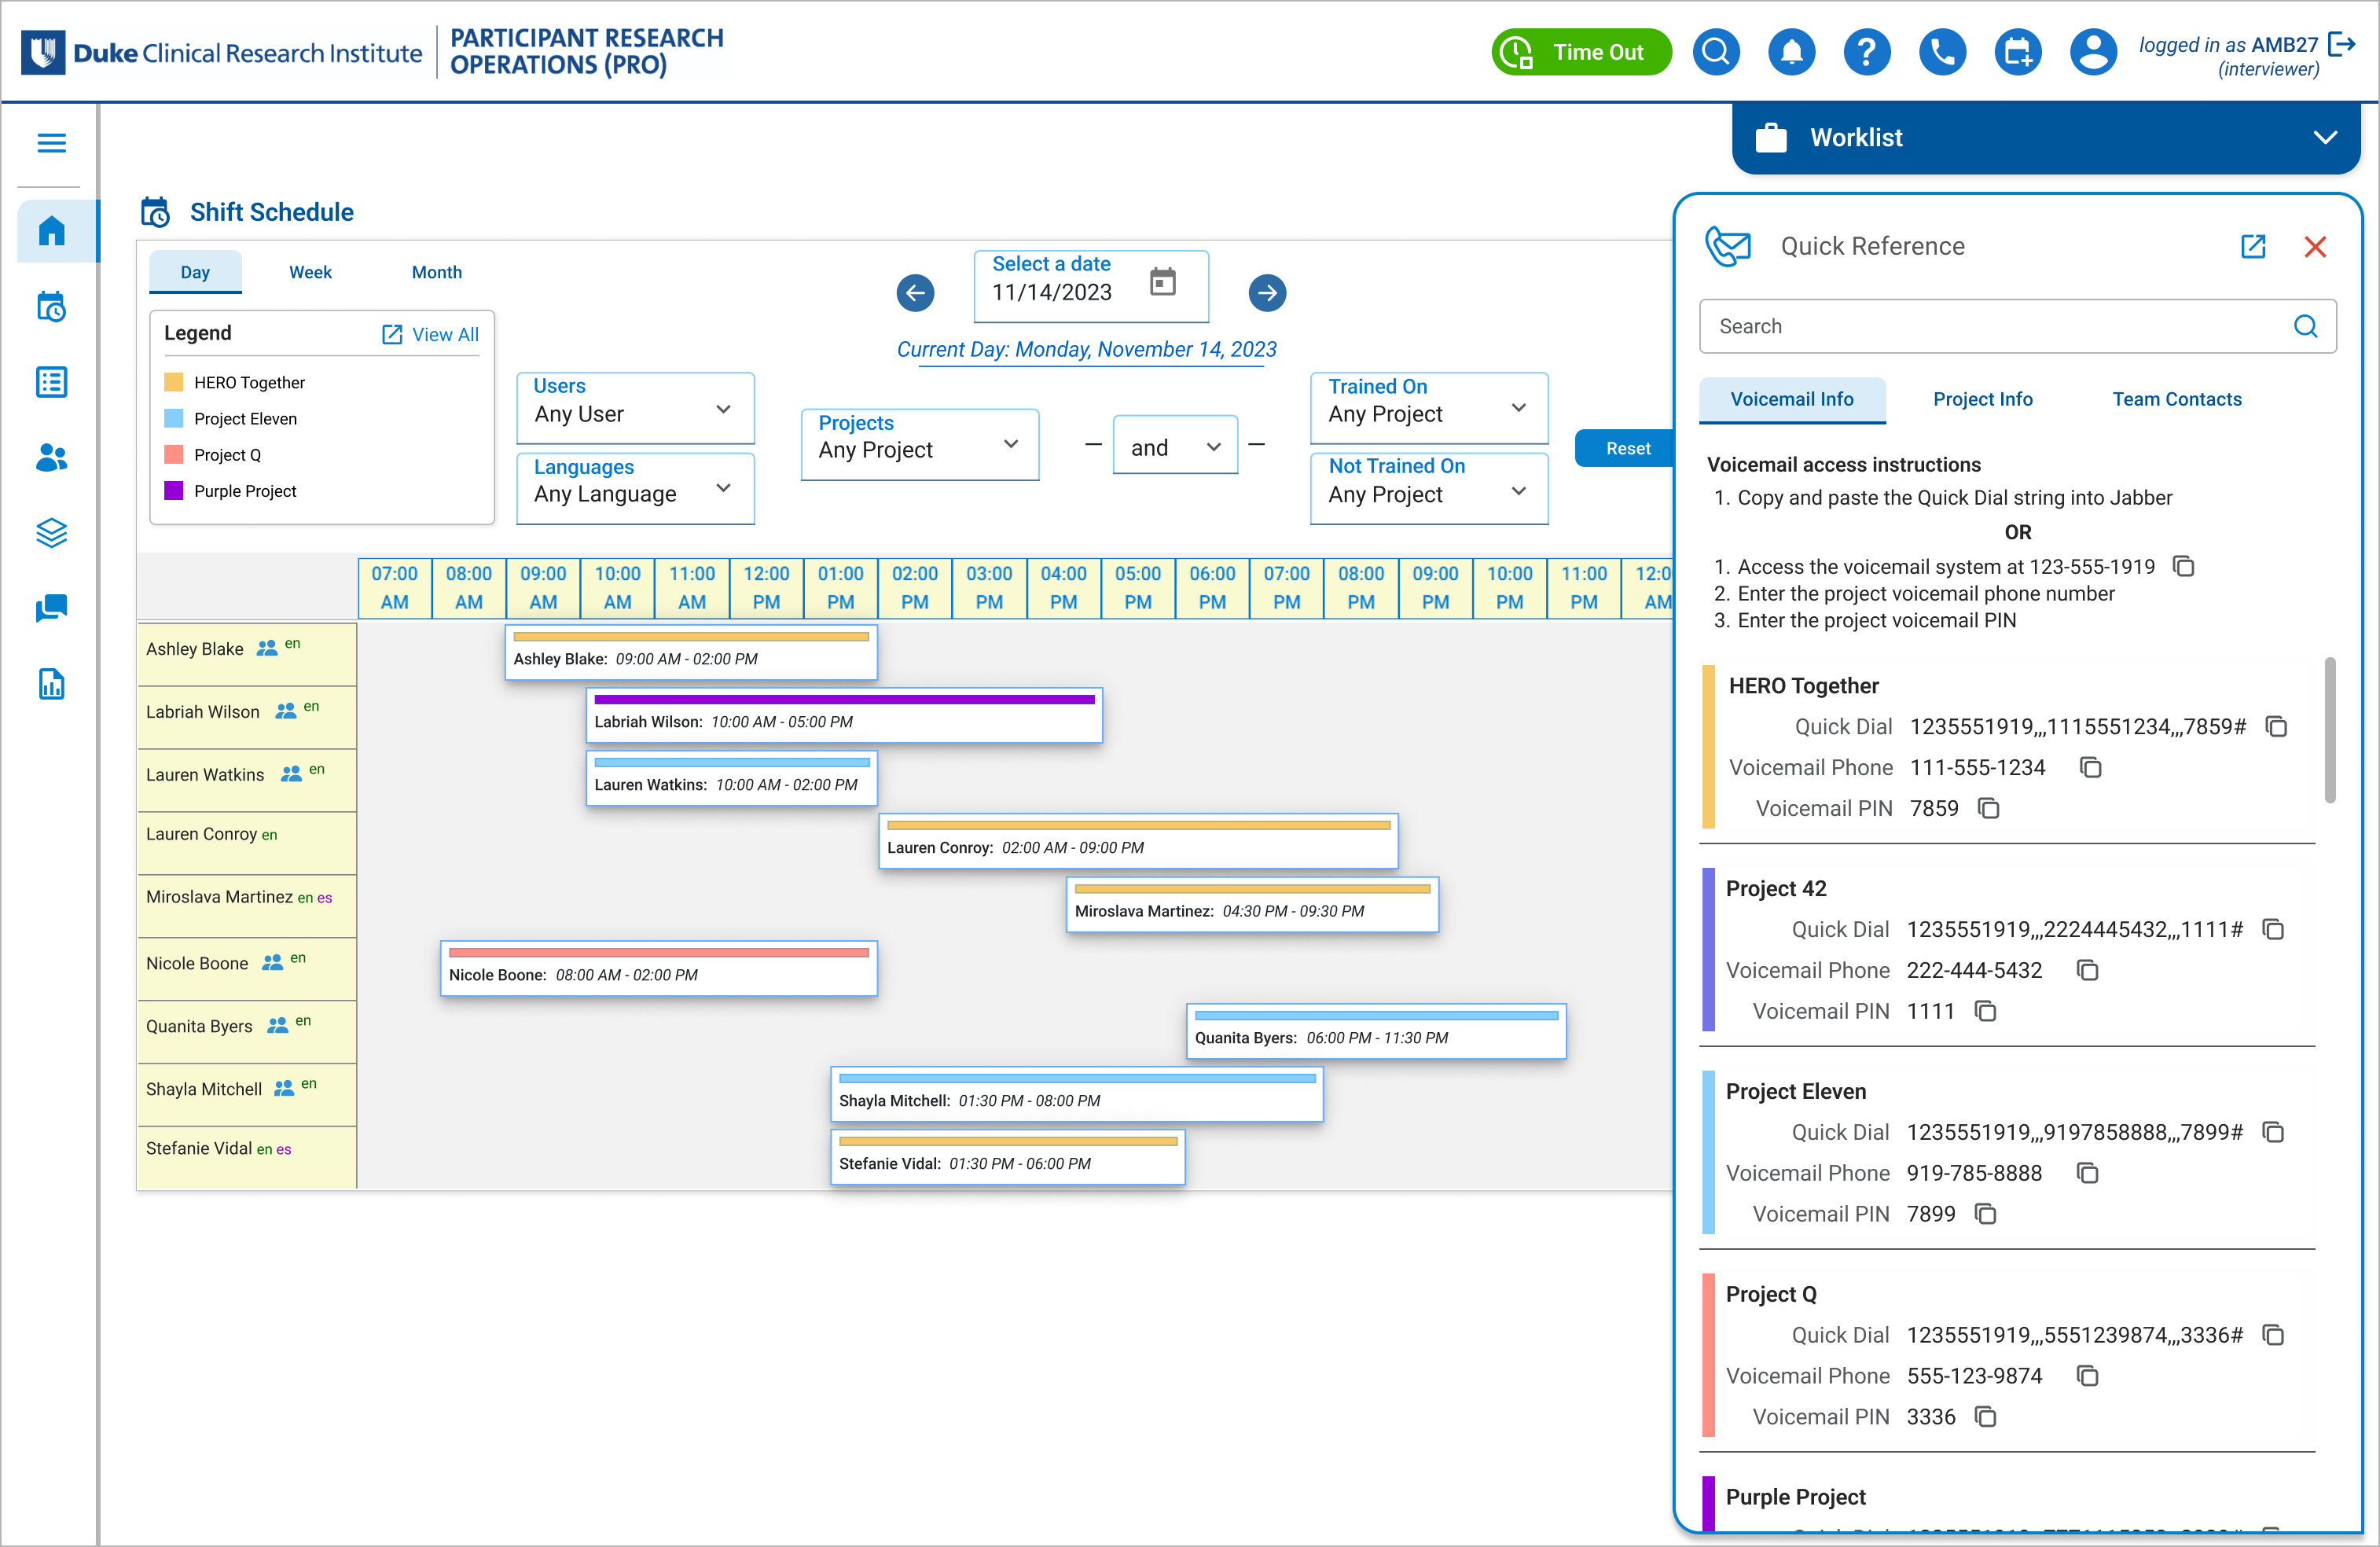 Duke Clinical Research Institute
PARTICIPANT RESEARCH
OPERATIONS (PRO)
Time Out
logged in as AMB27
(interviewer)
Worklist
Shift Schedule
Day Week Month
Legend View All
HERO Together
Project Eleven
Project Q
Purple Project
Select a date
11/14/2023
Current Day: Monday, November 14, 2023
Users
Any User
Languages
Any Language
Projects
Any Project
and
Trained On
Any Project
Not Trained On
Any Project
Reset
07:00 AM 08:00 AM 09:00 AM 10:00 AM 11:00 AM 12:00 PM 01:00 PM 02:00 PM 03:00 PM 04:00 PM 05:00 PM 06:00 PM 07:00 PM 08:00 PM 09:00 PM 10:00 PM 11:00 PM 12:0 AM
Ashley Blake en
Ashley Blake: 09:00 AM - 02:00 PM
Labriah Wilson en
Labriah Wilson: 10:00 AM - 05:00 PM
Lauren Watkins en
Lauren Watkins: 10:00 AM - 02:00 PM
Lauren Conroy en
Lauren Conroy: 02:00 AM - 09:00 PM
Miroslava Martinez en es
Miroslava Martinez: 04:30 PM - 09:30 PM
Nicole Boone en
Nicole Boone: 08:00 AM - 02:00 PM
Quanita Byers en
Quanita Byers: 06:00 PM - 11:30 PM
Shayla Mitchell en
Shayla Mitchell: 01:30 PM - 08:00 PM
Stefanie Vidal en es
Stefanie Vidal: 01:30 PM - 06:00 PM
Quick Reference
Search
Voicemail Info Project Info Team Contacts
Voicemail access instructions
1. Copy and paste the Quick Dial string into Jabber
OR
1. Access the voicemail system at 123-555-1919
2. Enter the project voicemail phone number
3. Enter the project voicemail PIN
HERO Together
Quick Dial 1235551919,,,1115551234,,,7859#
Voicemail Phone 111-555-1234
Voicemail PIN 7859
Project 42
Quick Dial 1235551919,,,2224445432,,,1111#
Voicemail Phone 222-444-5432
Voicemail PIN 1111
Project Eleven
Quick Dial 1235551919,,,9197858888,,,7899#
Voicemail Phone 919-785-8888
Voicemail PIN 7899
Project Q
Quick Dial 1235551919,,,5551239874,,,3336#
Voicemail Phone 555-123-9874
Voicemail PIN 3336
Purple Project